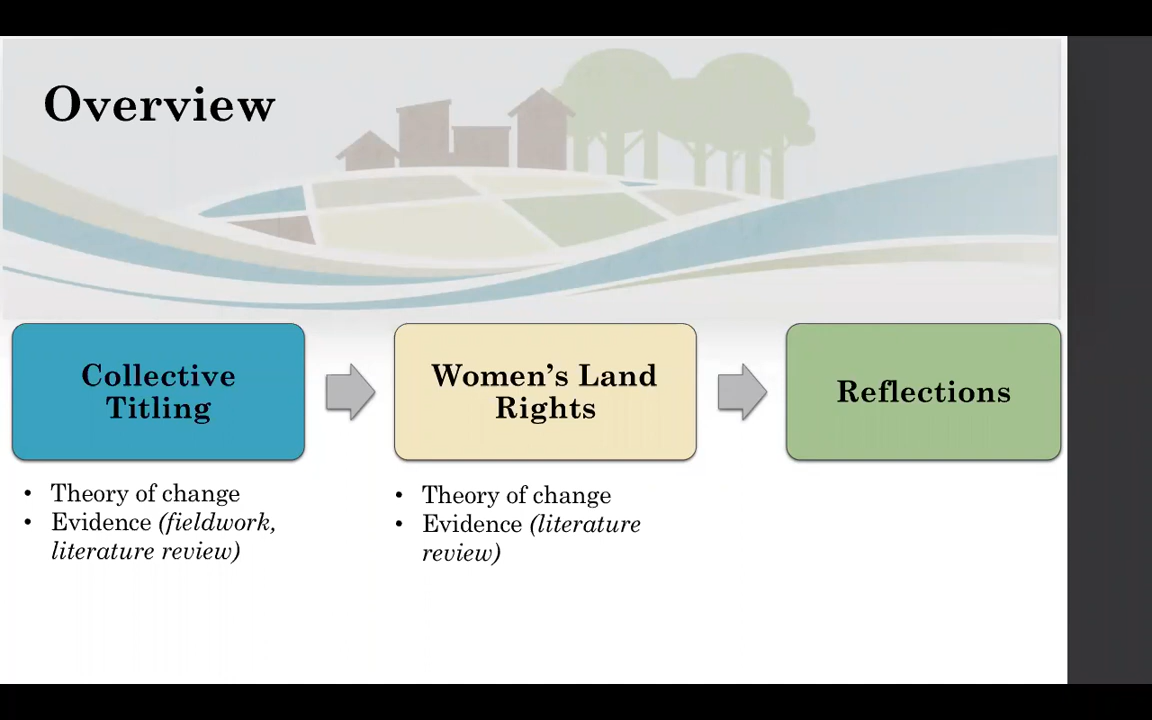 Overview
Collective
Titling
Women’s Land
Rights
Reflections
• Theory of change
• Evidence (fieldwork,
literature review)
• Theory of change
• Evidence (literature
review)